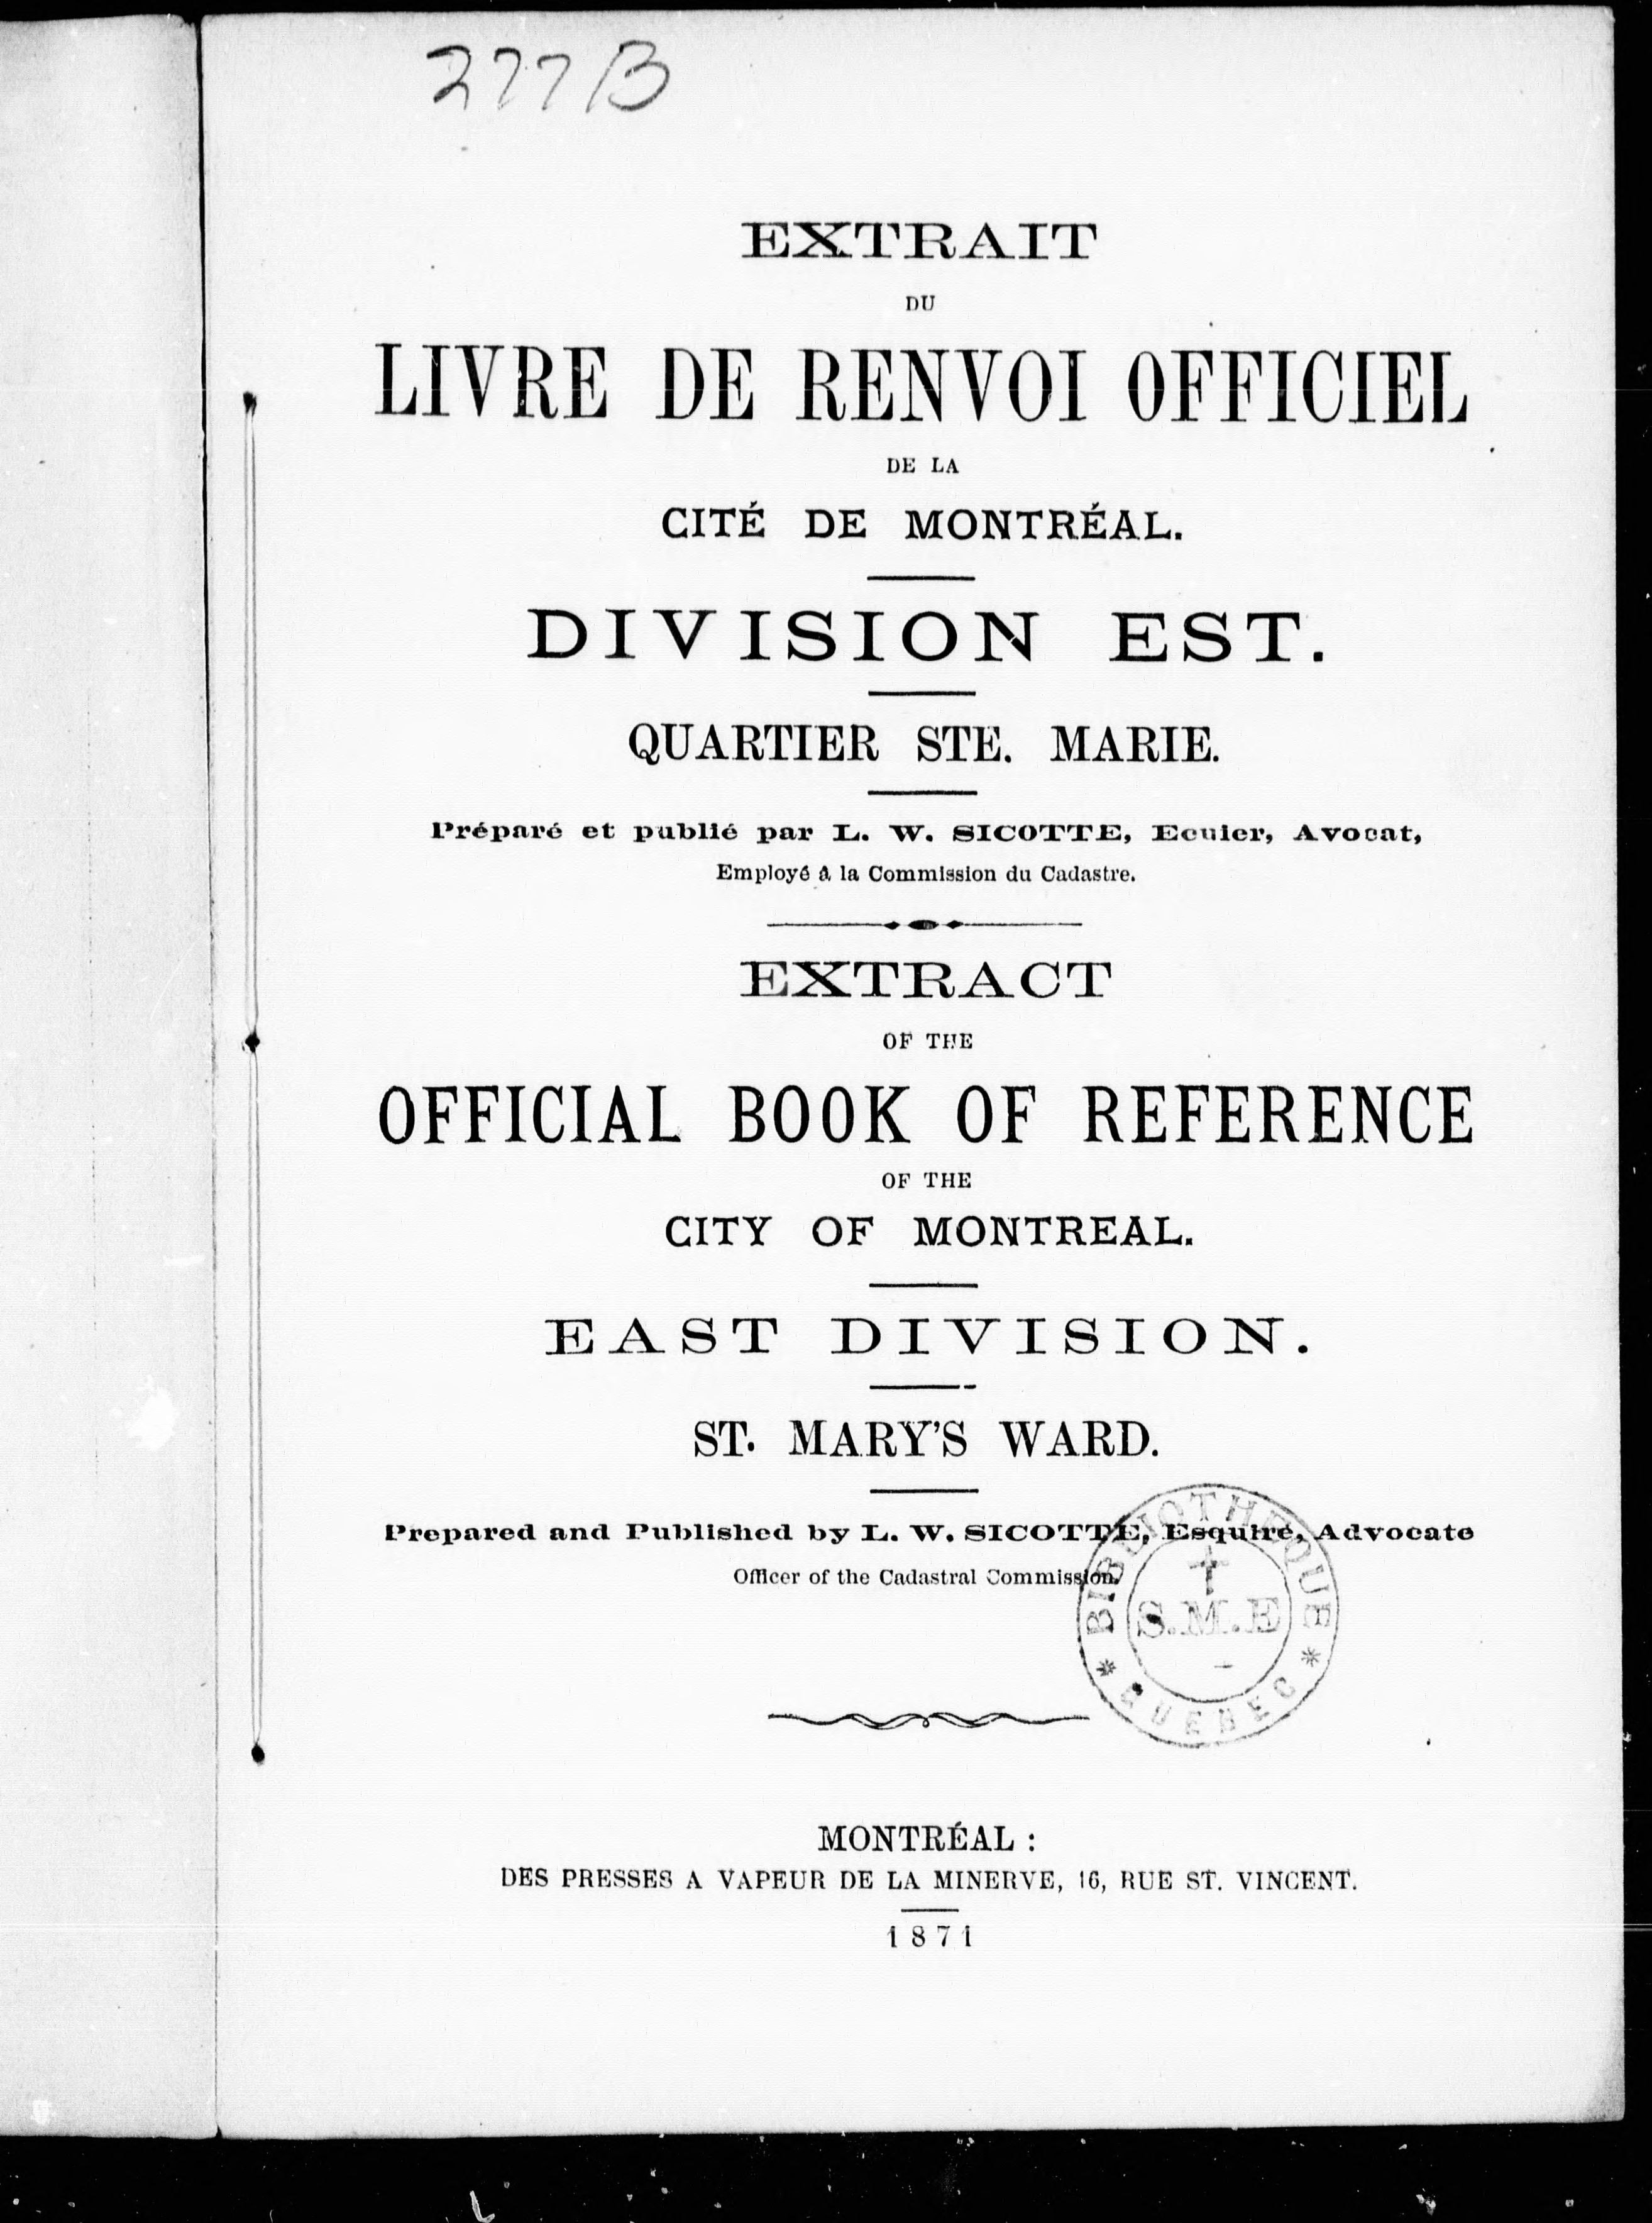 277B
EXTRAIT
DU
LIVRE DE RENVOI OFFICIEL
DE LA
CITÉ DE MONTRÉAL.
DIVISION EST.
QUARTIER STE. MARIE.
Préparé et publié par L. W. SICOTTE, Ecuier, Avocat,
Employé à la Commission du Cadastre.
EXTRACT
OF THE
OFFICIAL BOOK OF REFERENCE
OF THE
CITY OF MONTREAL.
EAST DIVISION.
ST. MARY'S WARD.
Prepared and Published by L. W. SICOTTE, Esquire, Advocate
Officer of the Cadastral Commission.
BIBLIOTHEQUE
S.M.E
* QUEBEC *
MONTRÉAL :
DES PRESSES A VAPEUR DE LA MINERVE, 16, RUE ST. VINCENT.
1871